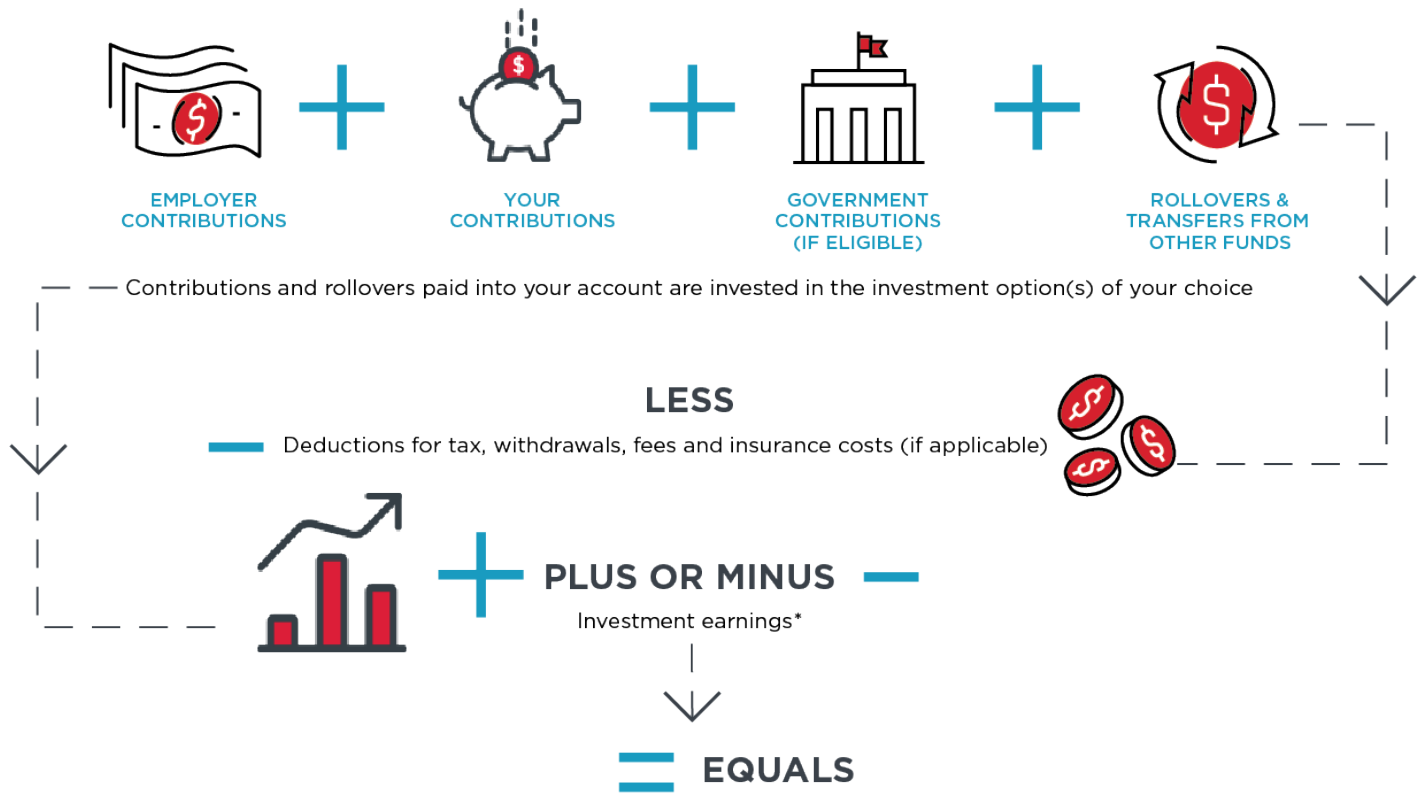 EMPLOYER
CONTRIBUTIONS
YOUR
CONTRIBUTIONS
GOVERNMENT
CONTRIBUTIONS
(IF ELIGIBLE)
ROLLOVERS &
TRANSFERS FROM
OTHER FUNDS
Contributions and rollovers paid into your account are invested in the investment option(s) of your choice
LESS
Deductions for tax, withdrawals, fees and insurance costs (if applicable)
PLUS OR MINUS
Investment earnings*
EQUALS